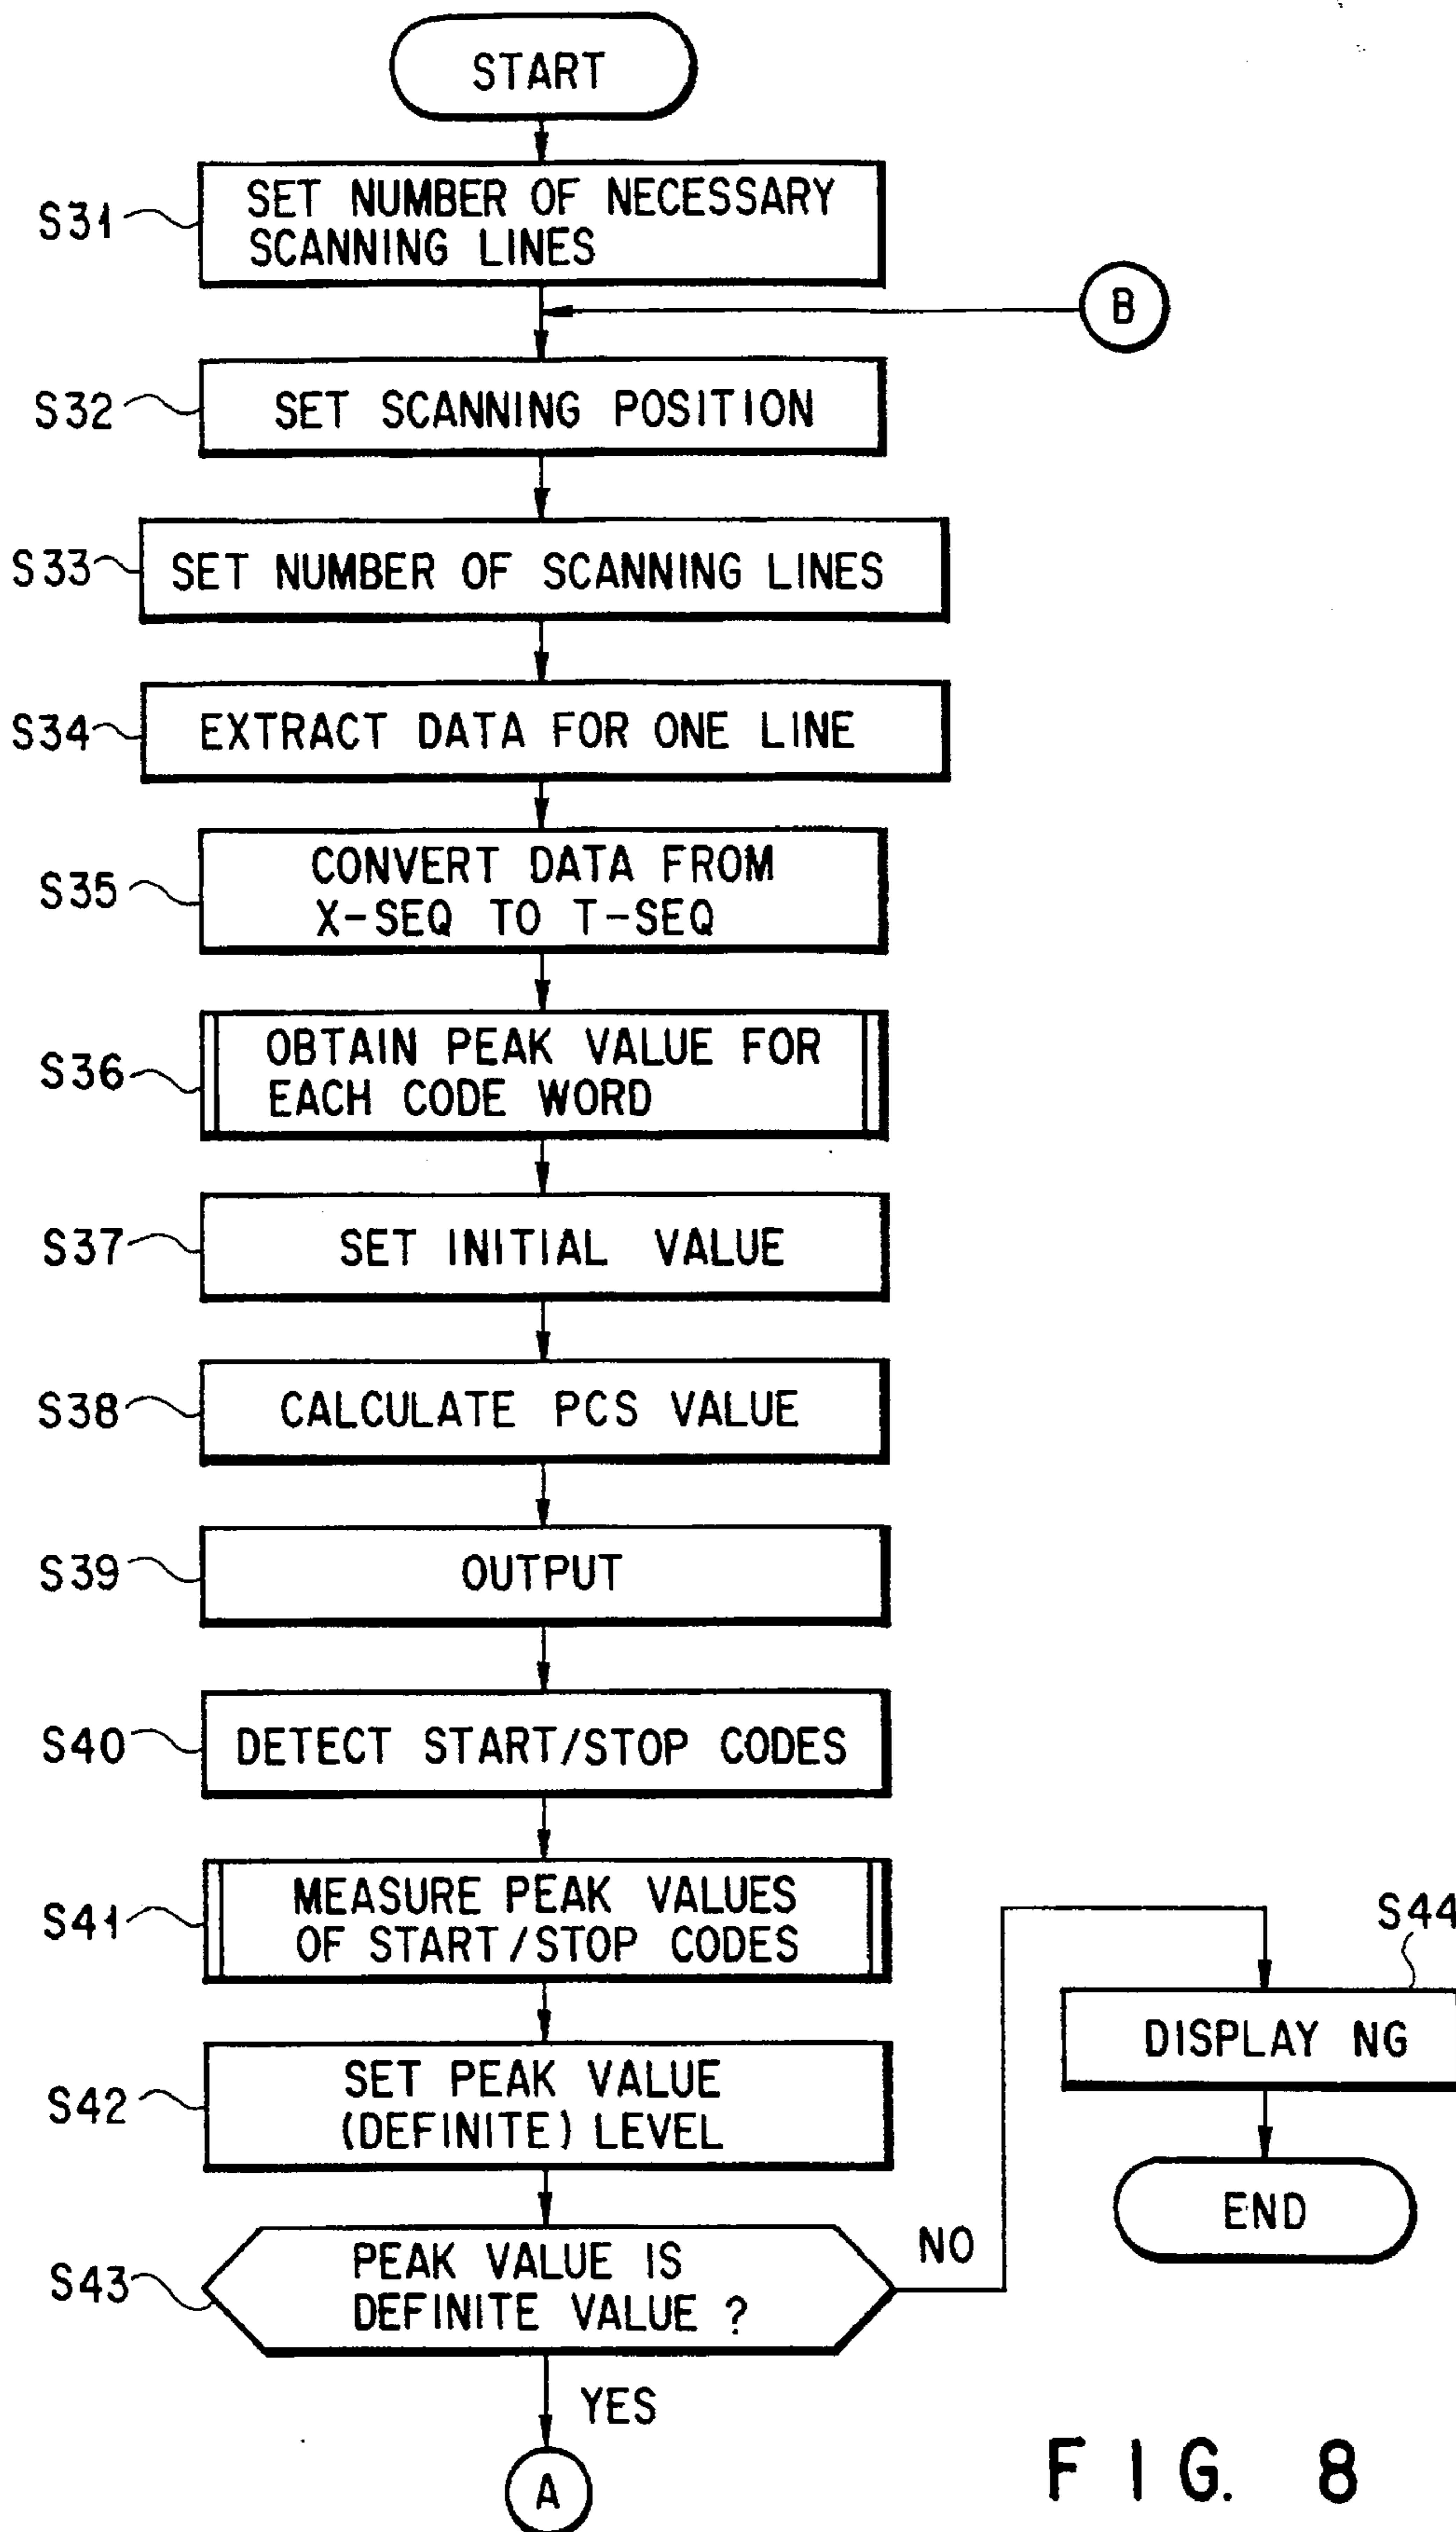 START
S31
SET NUMBER OF NECESSARY
SCANNING LINES
B
S32
SET SCANNING POSITION
S33
SET NUMBER OF SCANNING LINES
S34
EXTRACT DATA FOR ONE LINE
S35
CONVERT DATA FROM
X-SEQ TO T-SEQ
S36
OBTAIN PEAK VALUE FOR
EACH CODE WORD
S37
SET INITIAL VALUE
S38
CALCULATE PCS VALUE
S39
OUTPUT
S40
DETECT START/STOP CODES
S41
MEASURE PEAK VALUES
OF START/STOP CODES
S42
SET PEAK VALUE
(DEFINITE) LEVEL
S43
PEAK VALUE IS
DEFINITE VALUE ?
NO
S44
DISPLAY NG
END
YES
A
FIG. 8